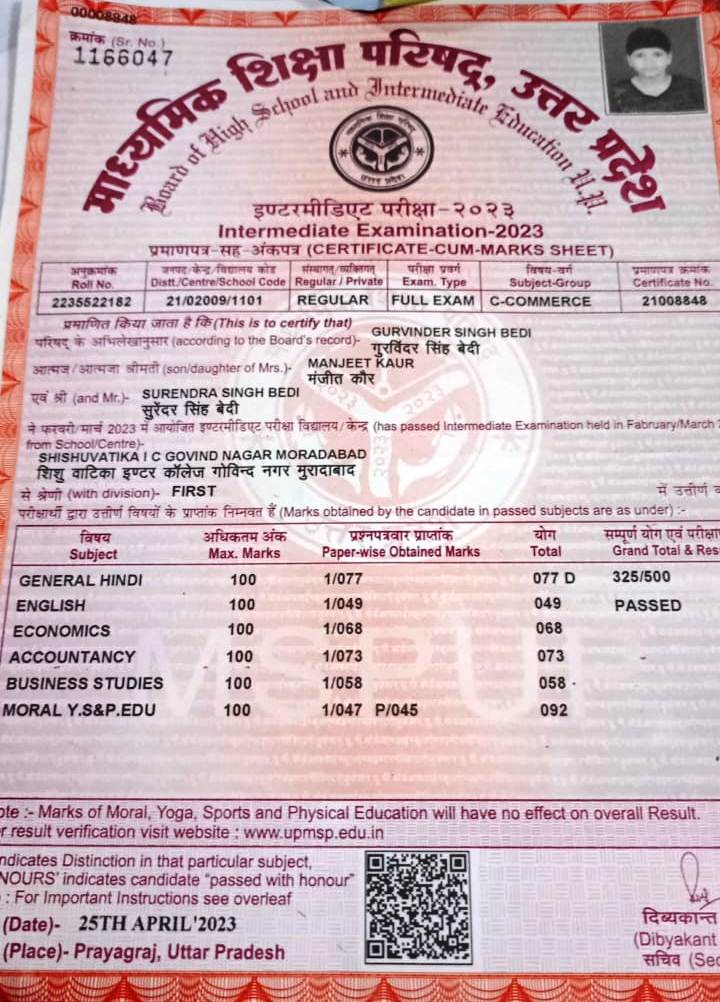 00008848
क्रमांक (Sr. No.)
1166047
माध्यमिक शिक्षा परिषद्, उत्तर प्रदेश
Board of High School and Intermediate Education U.P.
इण्टरमीडिएट परीक्षा-२०२३
Intermediate Examination-2023
प्रमाणपत्र-सह-अंकपत्र (CERTIFICATE-CUM-MARKS SHEET)
अनुक्रमांक जनपद/केन्द्र/विद्यालय कोड संस्थागत/व्यक्तिगत परीक्षा प्रवर्ग विषय-वर्ग प्रमाणपत्र क्रमांक
Roll No. Distt./Centre/School Code Regular / Private Exam. Type Subject-Group Certificate No.
2235522182 21/02009/1101 REGULAR FULL EXAM C-COMMERCE 21008848
प्रमाणित किया जाता है कि (This is to certify that)
परिषद् के अभिलेखानुसार (according to the Board's record)- GURVINDER SINGH BEDI
गुरविंदर सिंह बेदी
आत्मज/आत्मजा श्रीमती (son/daughter of Mrs.)- MANJEET KAUR
मंजीत कौर
एवं श्री (and Mr.)- SURENDRA SINGH BEDI
सुरेंदर सिंह बेदी
ने फरवरी/मार्च 2023 में आयोजित इण्टरमीडिएट परीक्षा विद्यालय/केन्द्र (has passed Intermediate Examination held in Fabruary/March
from School/Centre)-
SHISHUVATIKA I C GOVIND NAGAR MORADABAD
शिशु वाटिका इण्टर कॉलेज गोविन्द नगर मुरादाबाद
से श्रेणी (with division)- FIRST में उत्तीर्ण
परीक्षार्थी द्वारा उत्तीर्ण विषयों के प्राप्तांक निम्नवत हैं (Marks obtained by the candidate in passed subjects are as under) :-
विषय अधिकतम अंक प्रश्नपत्रवार प्राप्तांक योग सम्पूर्ण योग एवं परीक्षा
Subject Max. Marks Paper-wise Obtained Marks Total Grand Total & Res
GENERAL HINDI 100 1/077 077 D 325/500
ENGLISH 100 1/049 049 PASSED
ECONOMICS 100 1/068 068
ACCOUNTANCY 100 1/073 073
BUSINESS STUDIES 100 1/058 058
MORAL Y.S&P.EDU 100 1/047 P/045 092
MSPUP
ote :- Marks of Moral, Yoga, Sports and Physical Education will have no effect on overall Result.
r result verification visit website : www.upmsp.edu.in
ndicates Distinction in that particular subject,
NOURS' indicates candidate "passed with honour"
: For Important Instructions see overleaf
(Date)- 25TH APRIL'2023
(Place)- Prayagraj, Uttar Pradesh
दिब्यकान्त
(Dibyakant
सचिव (Sec